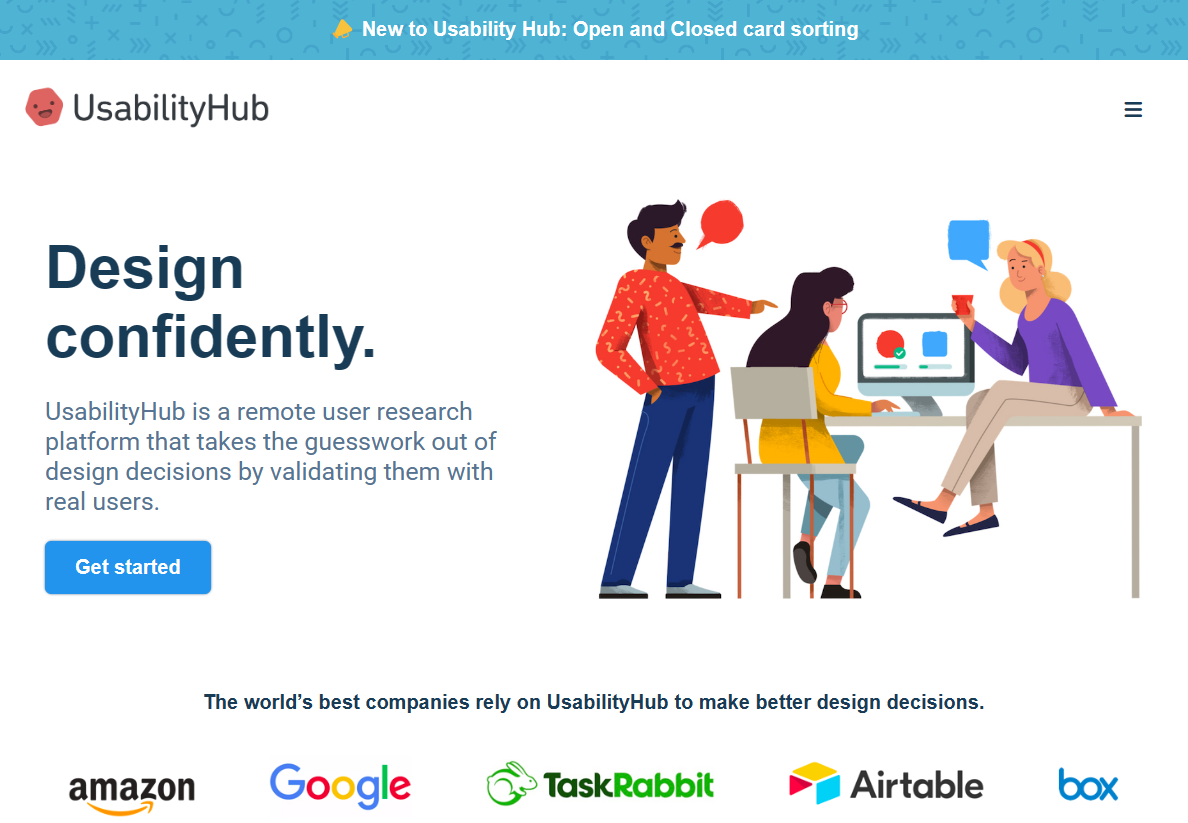 New to Usability Hub: Open and Closed card sorting
UsabilityHub
Design
confidently.
UsabilityHub is a remote user research
platform that takes the guesswork out of
design decisions by validating them with
real users.
Get started
The world’s best companies rely on UsabilityHub to make better design decisions.
amazon Google TaskRabbit Airtable box